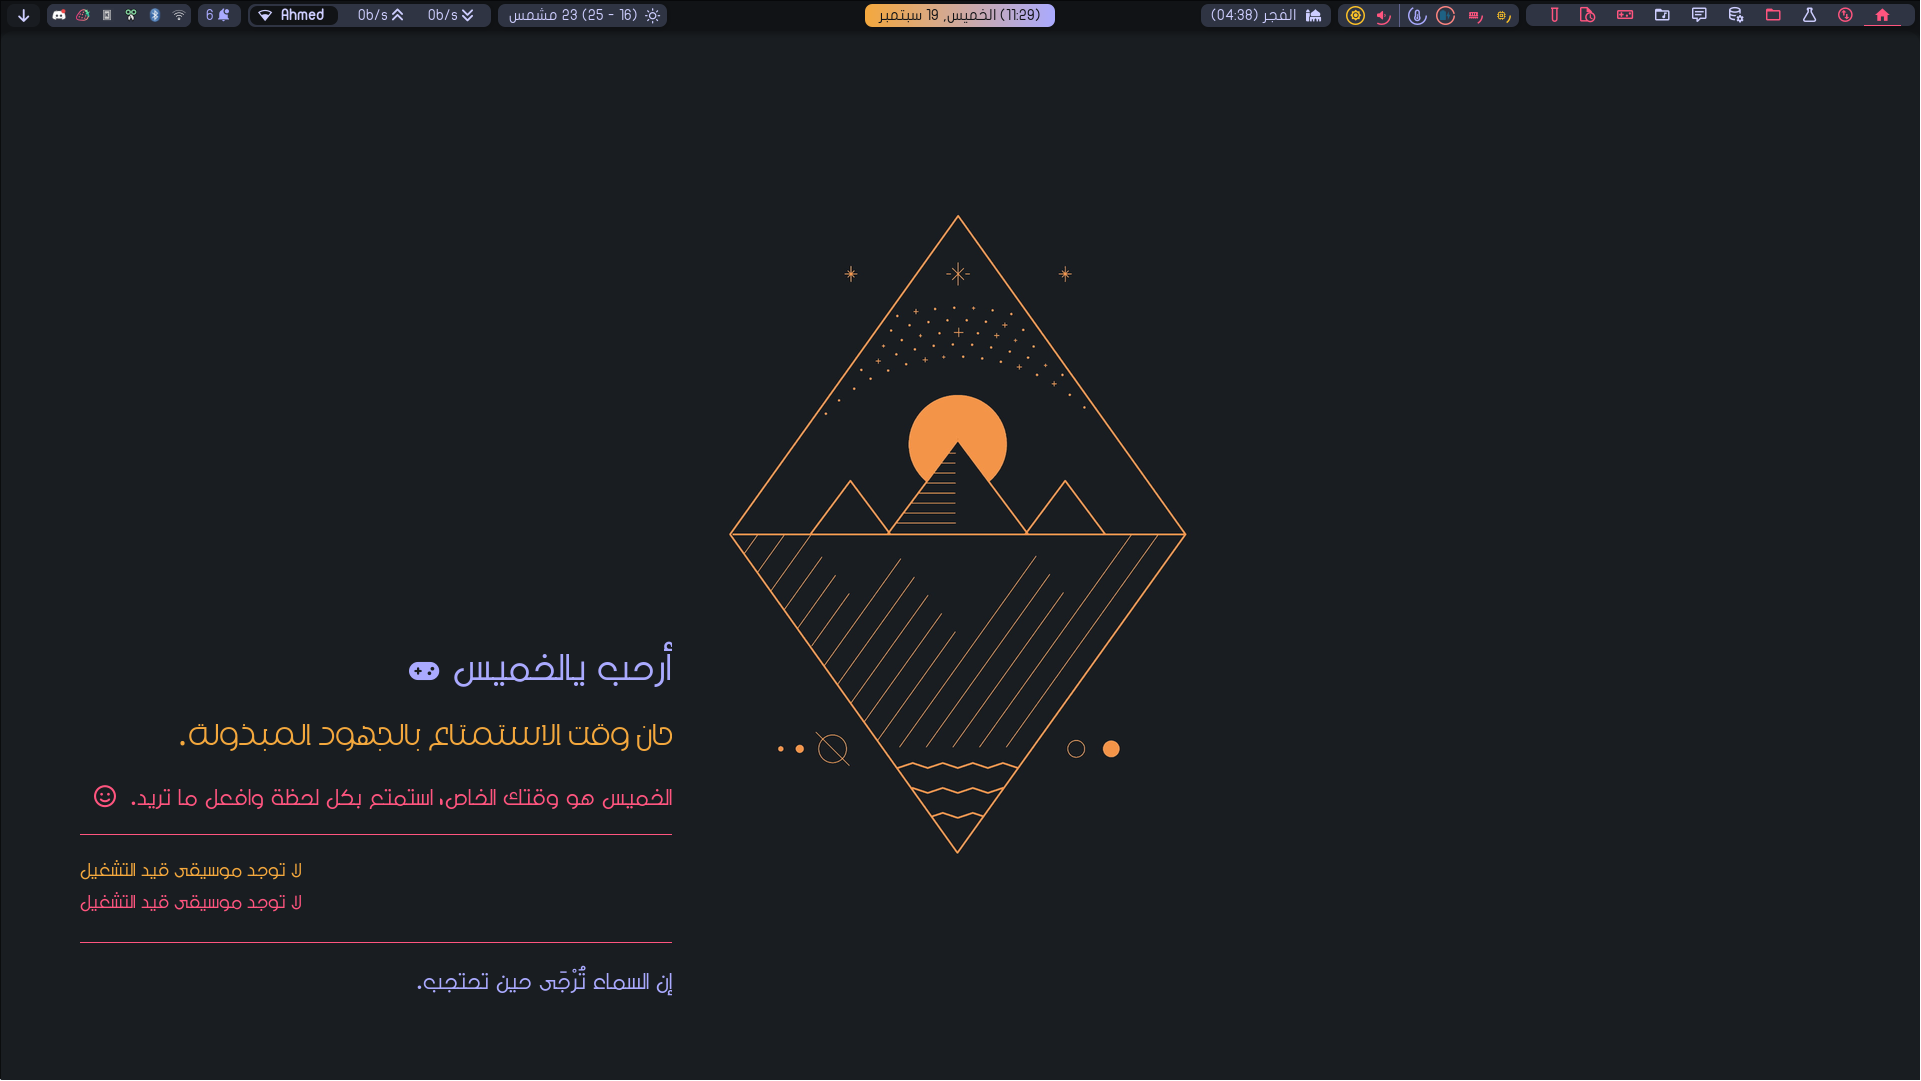 (11:29) الخميس, 19 سبتمبر
الفجر (04:38)
23 (25 - 16) مشمس
0b/s
0b/s
Ahmed
6
أرحب يالخميس
حان وقت الاستمتاع بالجهود المبذولة.
الخميس هو وقتك الخاص، استمتع بكل لحظة وافعل ما تريد.
لا توجد موسيقى قيد التشغيل
لا توجد موسيقى قيد التشغيل
إن السماء تُرْجَى حين تحتجب.